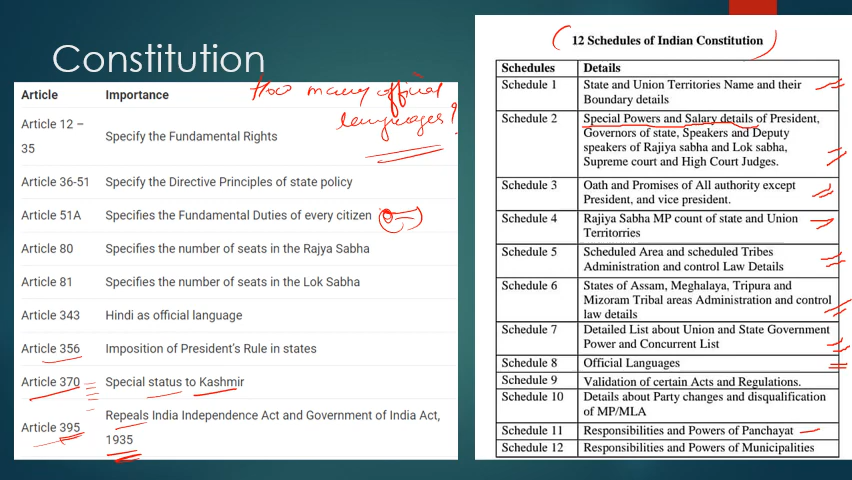 Constitution
Article Importance
How many official
languages?
Article 12 –
35
Specify the Fundamental Rights
Article 36-51 Specify the Directive Principles of state policy
Article 51A Specifies the Fundamental Duties of every citizen
Article 80 Specifies the number of seats in the Rajya Sabha
Article 81 Specifies the number of seats in the Lok Sabha
Article 343 Hindi as official language
Article 356 Imposition of President's Rule in states
Article 370 Special status to Kashmir
Article 395 Repeals India Independence Act and Government of India Act,
1935
12 Schedules of Indian Constitution
Schedules Details
Schedule 1 State and Union Territories Name and their
Boundary details
Schedule 2 Special Powers and Salary details of President,
Governors of state, Speakers and Deputy
speakers of Rajiya sabha and Lok sabha,
Supreme court and High Court Judges.
Schedule 3 Oath and Promises of All authority except
President, and vice president.
Schedule 4 Rajiya Sabha MP count of state and Union
Territorries
Schedule 5 Scheduled Area and scheduled Tribes
Administration and control Law Details
Schedule 6 States of Assam, Meghalaya, Tripura and
Mizoram Tribal areas Administration and control
law details
Schedule 7 Detailed List about Union and State Government
Power and Concurrent List
Schedule 8 Official Languages
Schedule 9 Validation of certain Acts and Regulations.
Schedule 10 Details about Party changes and disqualification
of MP/MLA
Schedule 11 Responsibilities and Powers of Panchayat
Schedule 12 Responsibilities and Powers of Municipalities